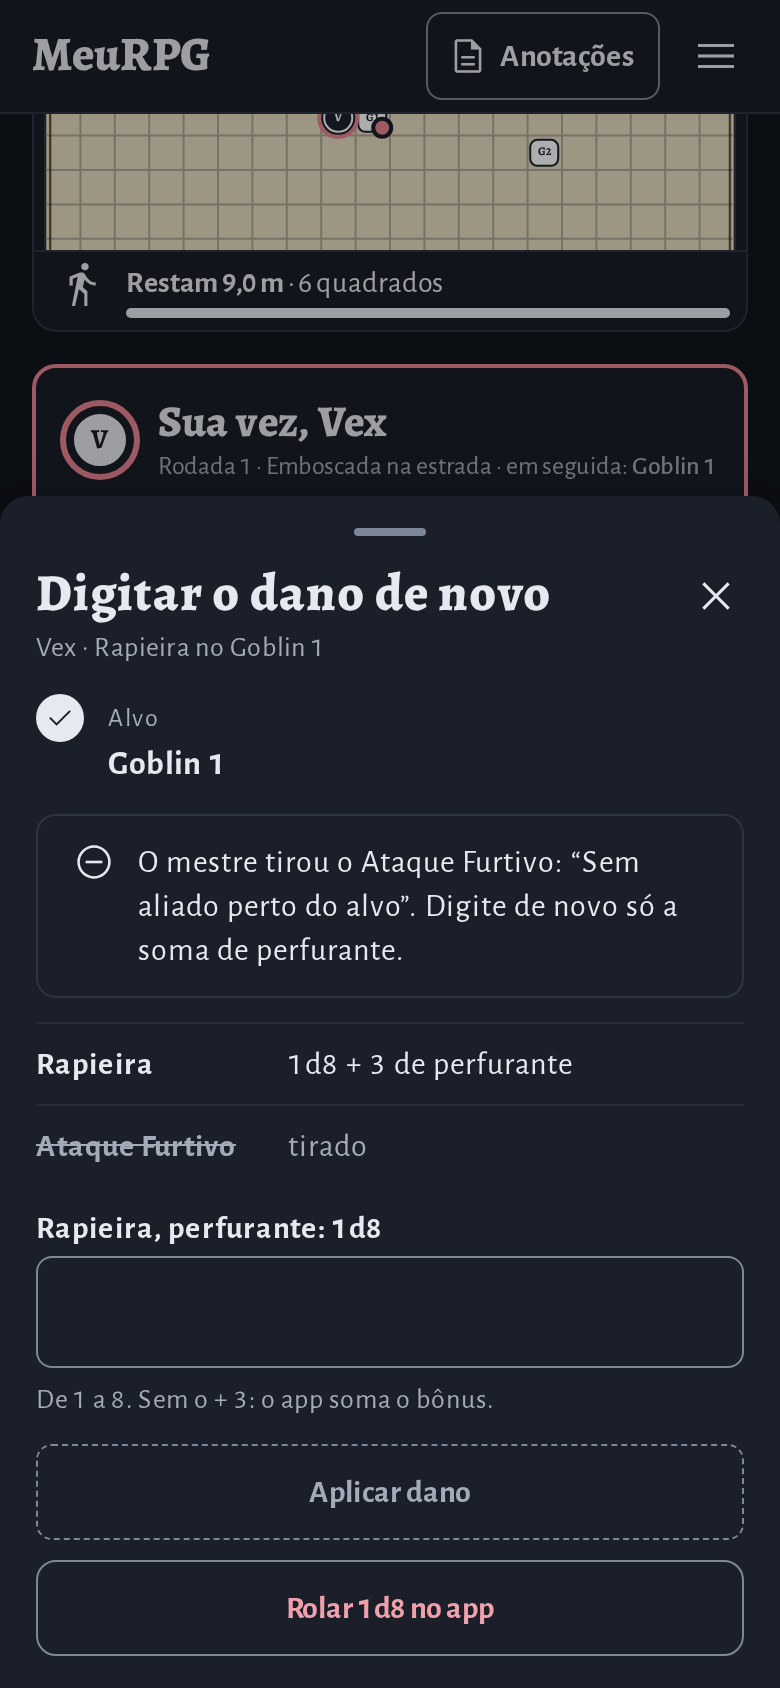 MeuRPG
Anotações
V
G2
Restam 9,0 m · 6 quadrados
V
Sua vez, Vex
Rodada 1 · Emboscada na estrada · em seguida: Goblin 1
Digitar o dano de novo
Vex · Rapieira no Goblin 1
Alvo
Goblin 1
O mestre tirou o Ataque Furtivo: “Sem
aliado perto do alvo”. Digite de novo só a
soma de perfurante.
Rapieira 1d8 + 3 de perfurante
Ataque Furtivo tirado
Rapieira, perfurante: 1d8
De 1 a 8. Sem o + 3: o app soma o bônus.
Aplicar dano
Rolar 1d8 no app